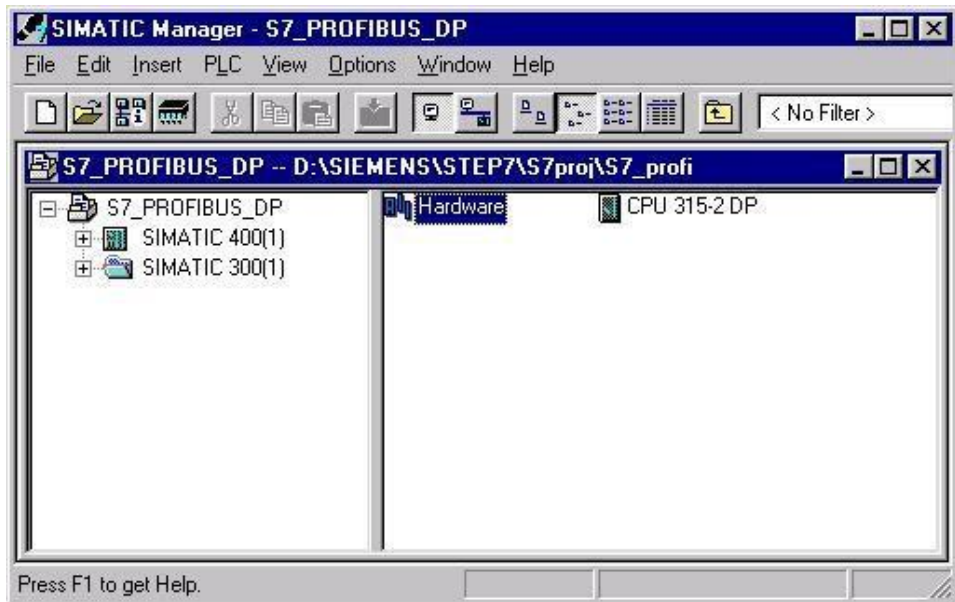 SIMATIC Manager - S7_PROFIBUS_DP
File Edit Insert PLC View Options Window Help
< No Filter >
S7_PROFIBUS_DP -- D:\SIEMENS\STEP7\S7proj\S7_profi
S7_PROFIBUS_DP
SIMATIC 400(1)
SIMATIC 300(1)
Hardware CPU 315-2 DP
Press F1 to get Help.